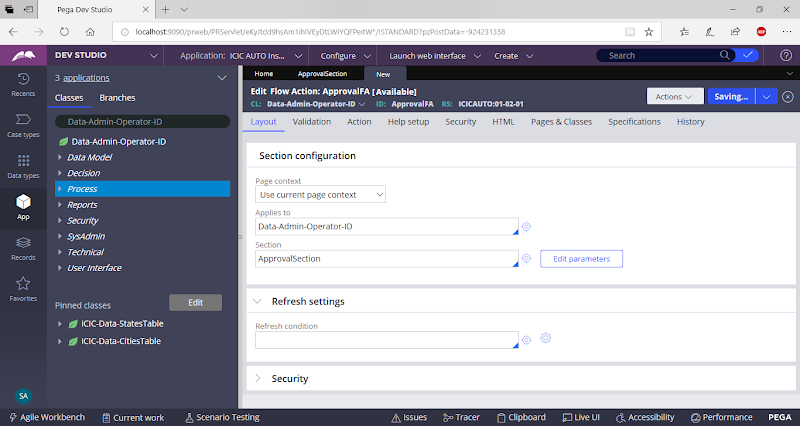 Pega Dev Studio
localhost:9090/prweb/PRServlet/eKyJtdd9hsAm1ihlVEyDtLWiYQFPeitW*/!STANDARD?pzPostData=-924231358
ABP
DEV STUDIO
Application: ICIC AUTO Ins...
Configure
Launch web interface
Create
Search
3 applications
Home
ApprovalSection
New
Recents
Classes
Branches
Edit Flow Action: ApprovalFA [Available]
CL: Data-Admin-Operator-ID
ID: ApprovalFA
RS: ICICAUTO:01-02-01
Actions
Saving...
Case types
Data-Admin-Operator-ID
Layout
Validation
Action
Help setup
Security
HTML
Pages & Classes
Specifications
History
Data-Admin-Operator-ID
Data Model
Decision
Process
Reports
Security
SysAdmin
Technical
User Interface
Data types
App
Records
Favorites
Section configuration
Page context
Use current page context
Applies to
Data-Admin-Operator-ID
Section
ApprovalSection
Edit parameters
Pinned classes
Edit
ICIC-Data-StatesTable
ICIC-Data-CitiesTable
Refresh settings
Refresh condition
Security
SA
Agile Workbench
Current work
Scenario Testing
Issues
Tracer
Clipboard
Live UI
Accessibility
Performance
PEGA